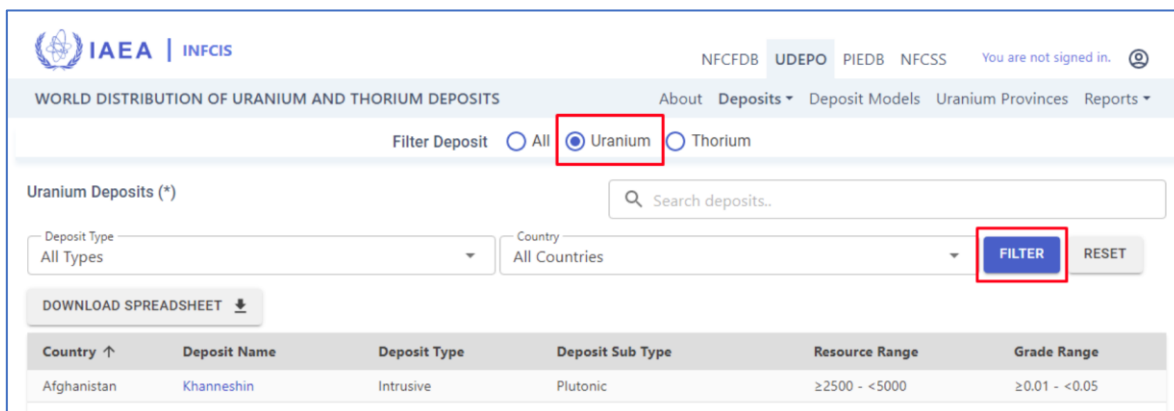 IAEA | INFCIS
NFCFDB UDEPO PIEDB NFCSS You are not signed in.
WORLD DISTRIBUTION OF URANIUM AND THORIUM DEPOSITS About Deposits Deposit Models Uranium Provinces Reports
Filter Deposit All Uranium Thorium
Uranium Deposits (*) Search deposits..
Deposit Type Country
All Types All Countries FILTER RESET
DOWNLOAD SPREADSHEET
Country ↑ Deposit Name Deposit Type Deposit Sub Type Resource Range Grade Range
Afghanistan Khanneshin Intrusive Plutonic ≥2500 - <5000 ≥0.01 - <0.05